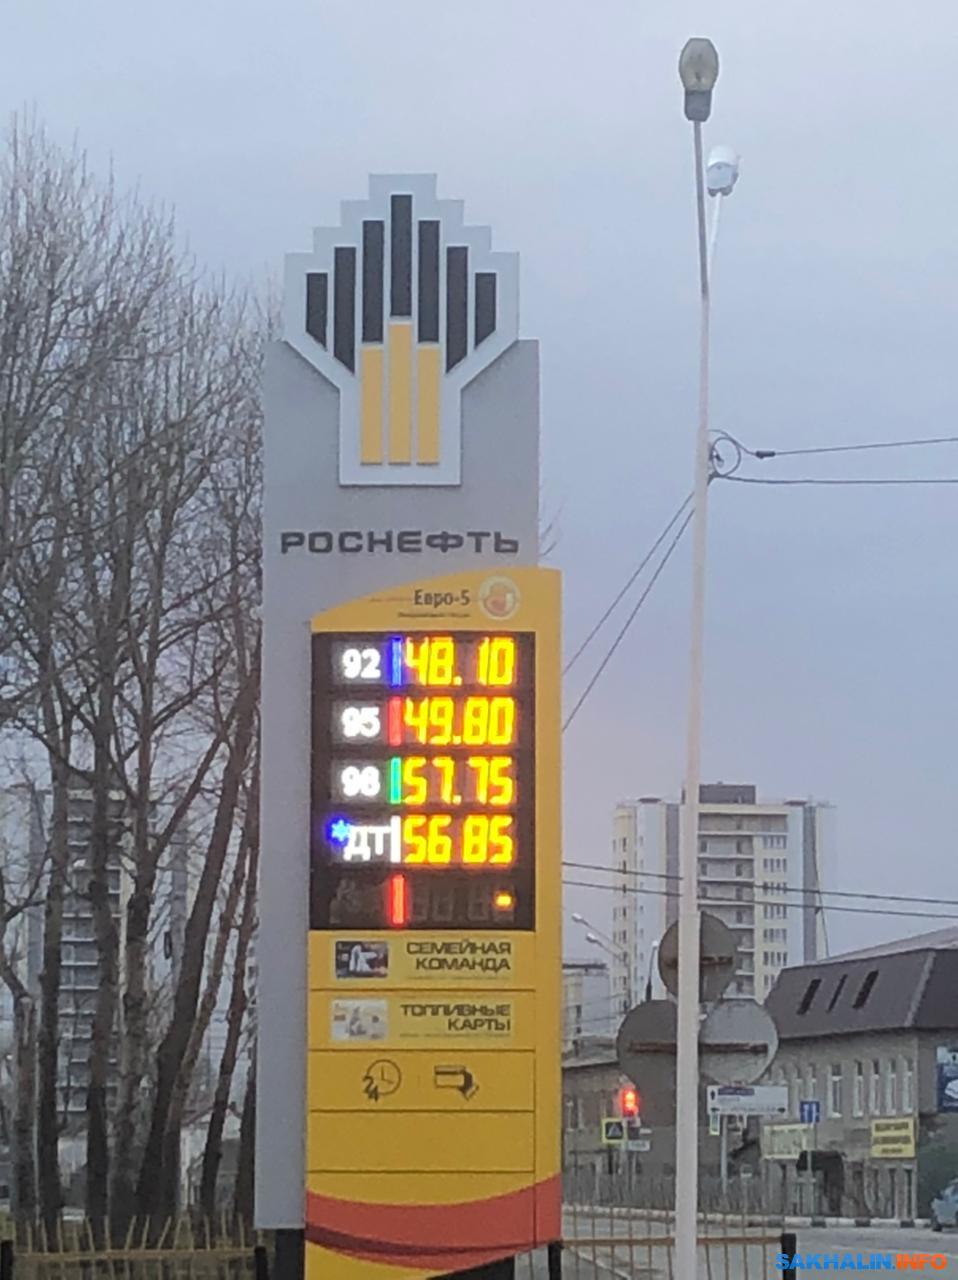 РОСНЕФТЬ
Евро-5
92 48.10
95 49.80
98 57.75
*ДТ 56 85
СЕМЕЙНАЯ
КОМАНДА
ТОПЛИВНЫЕ
КАРТЫ
24
SAKHALIN.INFO